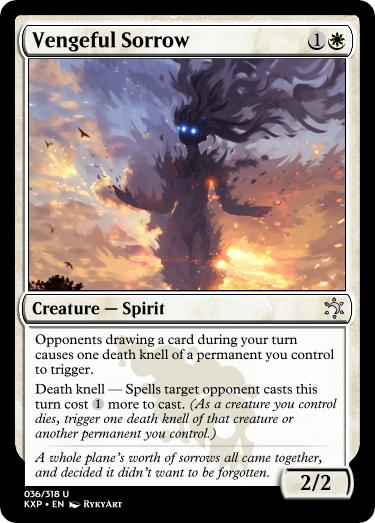 Vengeful Sorrow 1
Creature — Spirit
Opponents drawing a card during your turn
causes one death knell of a permanent you control
to trigger.
Death knell — Spells target opponent casts this
turn cost 1 more to cast. (As a creature you control
dies, trigger one death knell of that creature or
another permanent you control.)
A whole plane's worth of sorrows all came together,
and decided it didn't want to be forgotten.
2/2
036/318 U
KXP • EN RykyArt